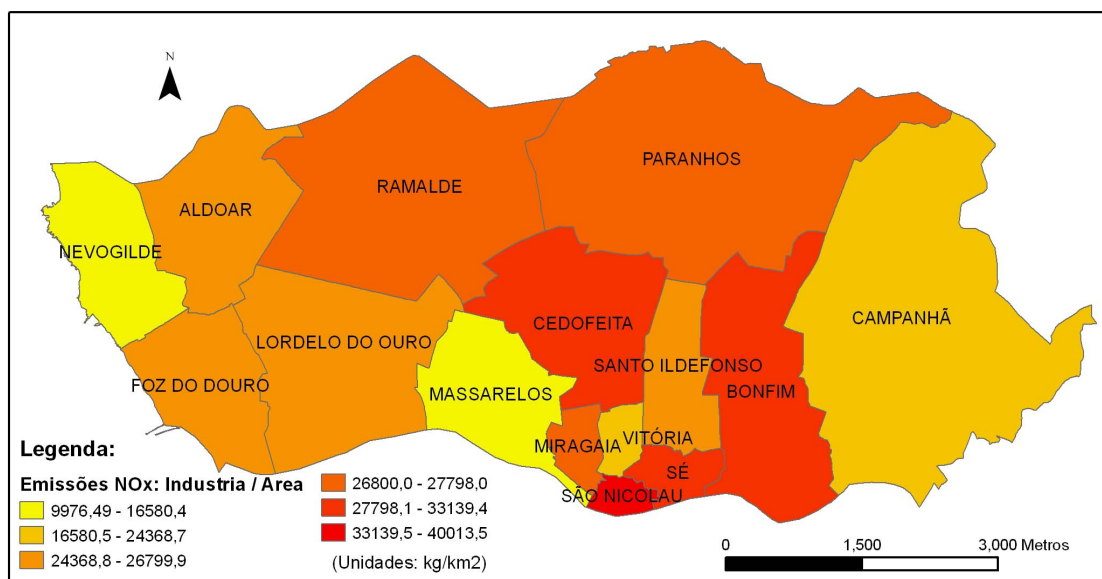 N
PARANHOS
RAMALDE
ALDOAR
NEVOGILDE
CAMPANHÃ
CEDOFEITA
LORDELO DO OURO
SANTO ILDEFONSO
FOZ DO DOURO
MASSARELOS
BONFIM
MIRAGAIA
VITÓRIA
SÉ
SÃO NICOLAU
Legenda:
Emissões NOx: Industria / Area
9976,49 - 16580,4
16580,5 - 24368,7
24368,8 - 26799,9
26800,0 - 27798,0
27798,1 - 33139,4
33139,5 - 40013,5
(Unidades: kg/km2)
0 1,500 3,000 Metros